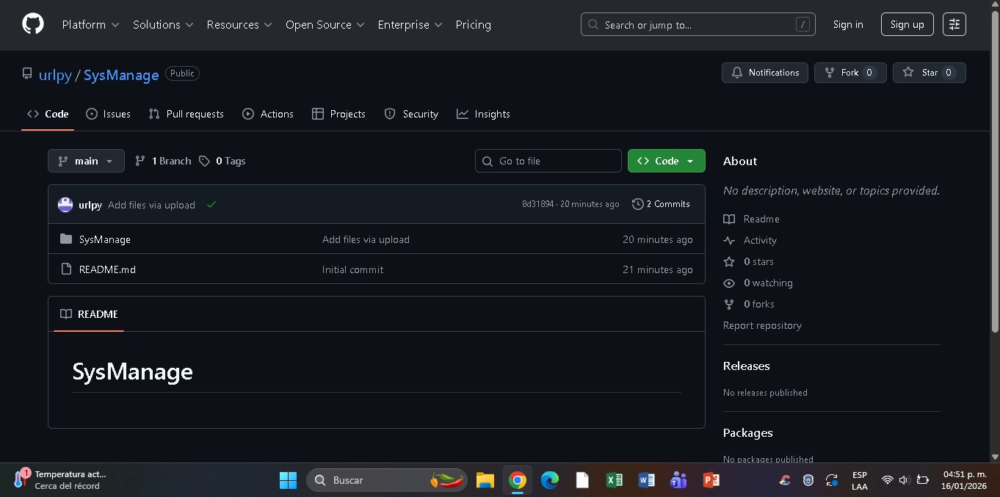 Platform Solutions Resources Open Source Enterprise Pricing Search or jump to... / Sign in Sign up
urlpy / SysManage Public Notifications Fork 0 Star 0
Code Issues Pull requests Actions Projects Security Insights
main 1 Branch 0 Tags Go to file Code
urlpy Add files via upload 8d31894 · 20 minutes ago 2 Commits
SysManage Add files via upload 20 minutes ago
README.md Initial commit 21 minutes ago
README
SysManage
About
No description, website, or topics provided.
Readme
Activity
0 stars
0 watching
0 forks
Report repository
Releases
No releases published
Packages
No packages published
1 Temperatura act...
Cerca del récord
Buscar
ESP
LAA
04:51 p. m.
16/01/2026